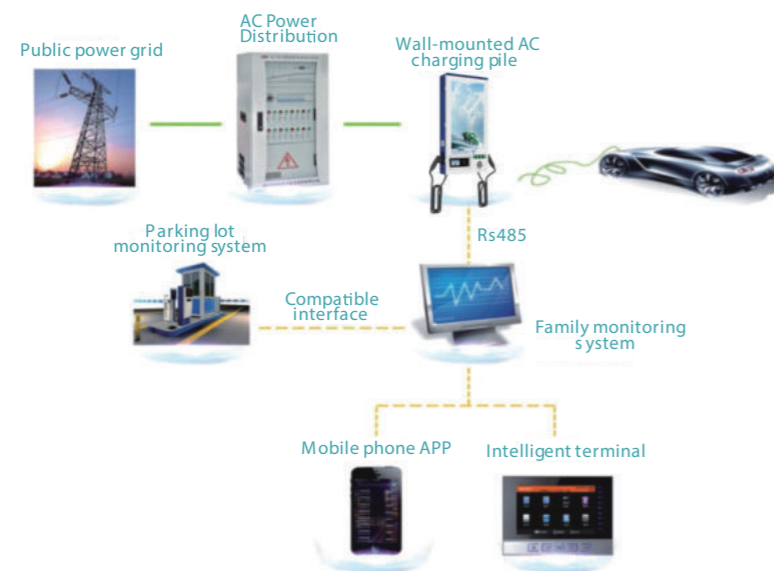 AC Power
Distribution
Public power grid
Wall-mounted AC
charging pile
Parking lot
monitoring system
Rs485
Compatible
interface
Family monitoring
system
Mobile phone APP
Intelligent terminal